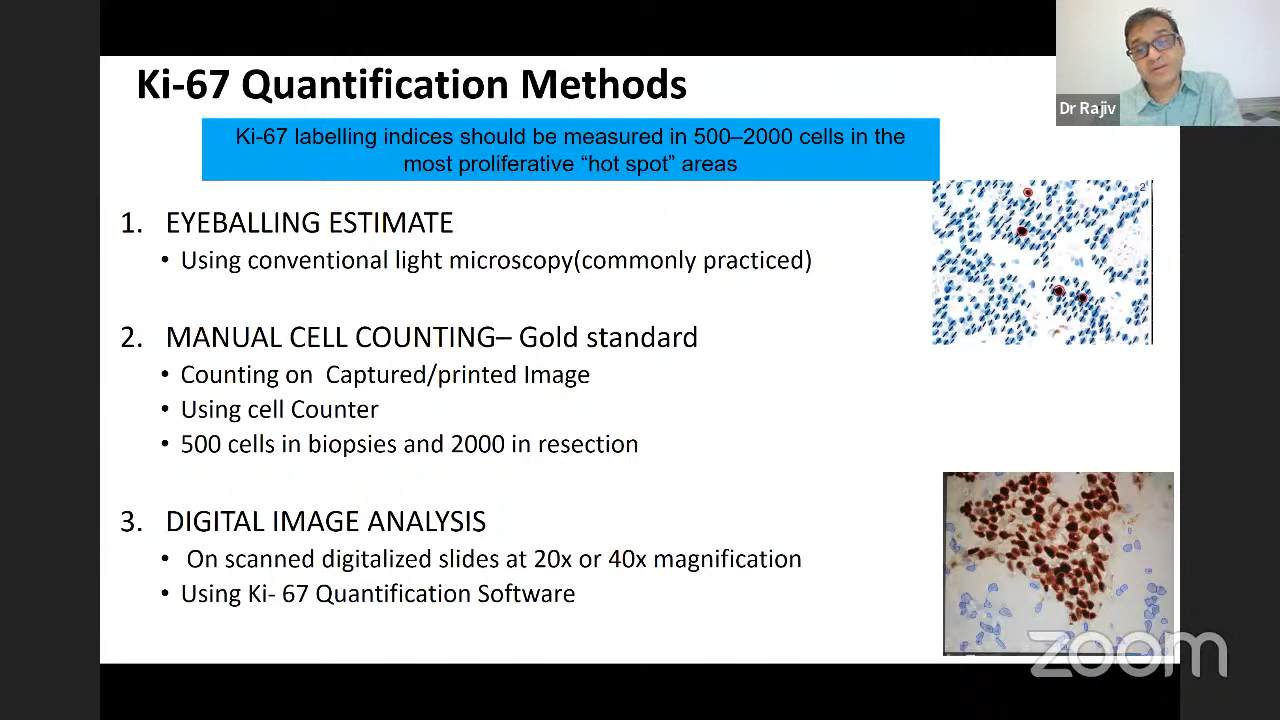 Ki-67 Quantification Methods
Dr Rajiv
Ki-67 labelling indices should be measured in 500–2000 cells in the
most proliferative “hot spot” areas
2
1. EYEBALLING ESTIMATE
• Using conventional light microscopy(commonly practiced)
2. MANUAL CELL COUNTING– Gold standard
• Counting on Captured/printed Image
• Using cell Counter
• 500 cells in biopsies and 2000 in resection
3. DIGITAL IMAGE ANALYSIS
• On scanned digitalized slides at 20x or 40x magnification
• Using Ki- 67 Quantification Software
zoom